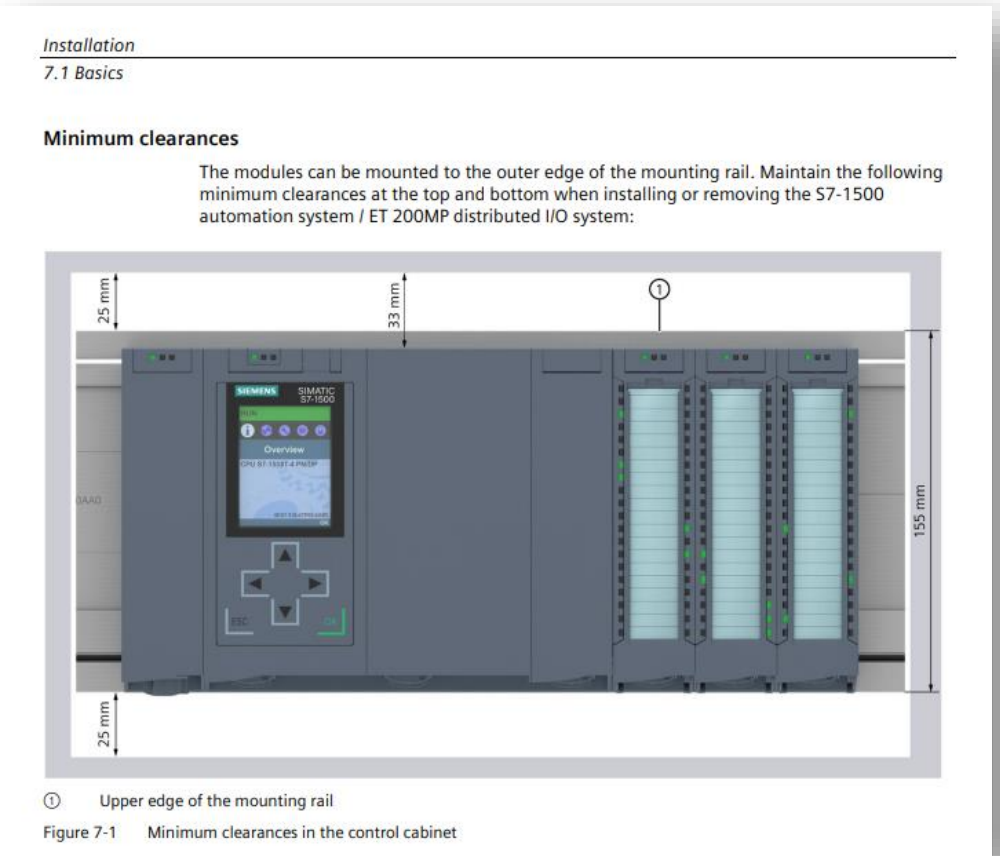 Installation
7.1 Basics
Minimum clearances
The modules can be mounted to the outer edge of the mounting rail. Maintain the following
minimum clearances at the top and bottom when installing or removing the S7-1500
automation system / ET 200MP distributed I/O system:
25 mm
33 mm
①
SIEMENS
SIMATIC
S7-1500
RUN
Overview
OK
0AA0
155 mm
ESC
OK
25 mm
① Upper edge of the mounting rail
Figure 7-1 Minimum clearances in the control cabinet